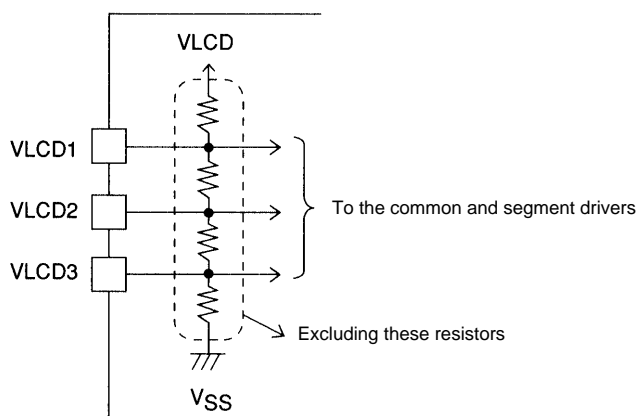 VLCD
VLCD1
VLCD2
To the common and segment drivers
VLCD3
Excluding these resistors
VSS